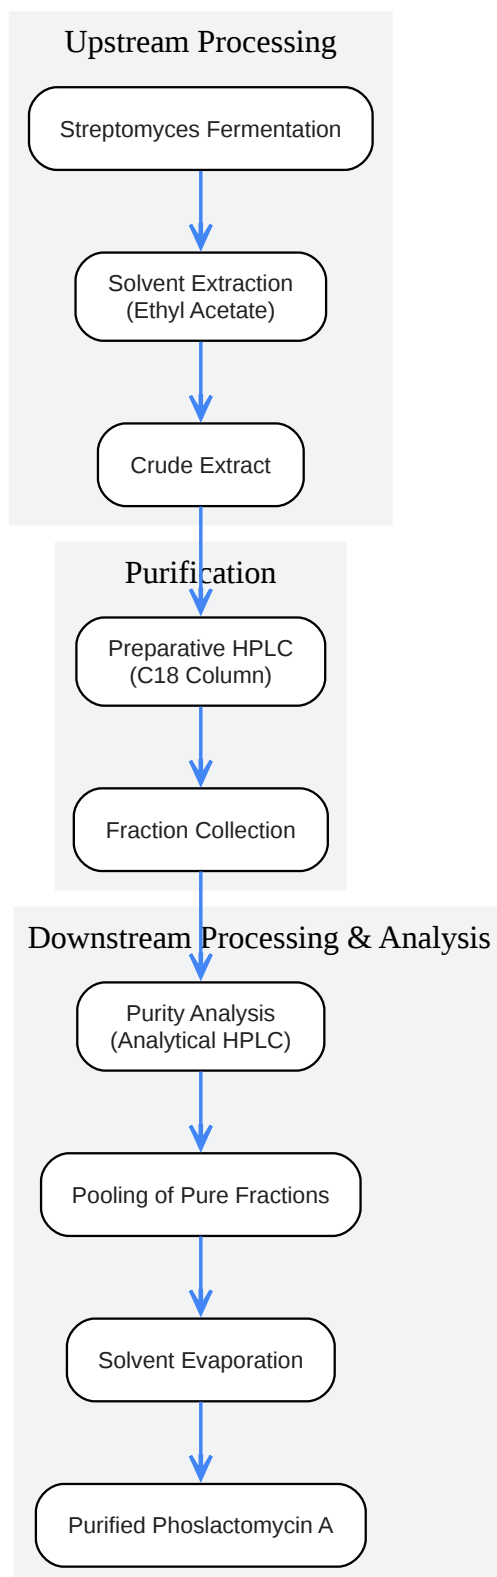 Upstream Processing
Streptomyces Fermentation
Solvent Extraction
(Ethyl Acetate)
Crude Extract
Purification
Preparative HPLC
(C18 Column)
Fraction Collection
Downstream Processing & Analysis
Purity Analysis
(Analytical HPLC)
Pooling of Pure Fractions
Solvent Evaporation
Purified Phoslactomycin A